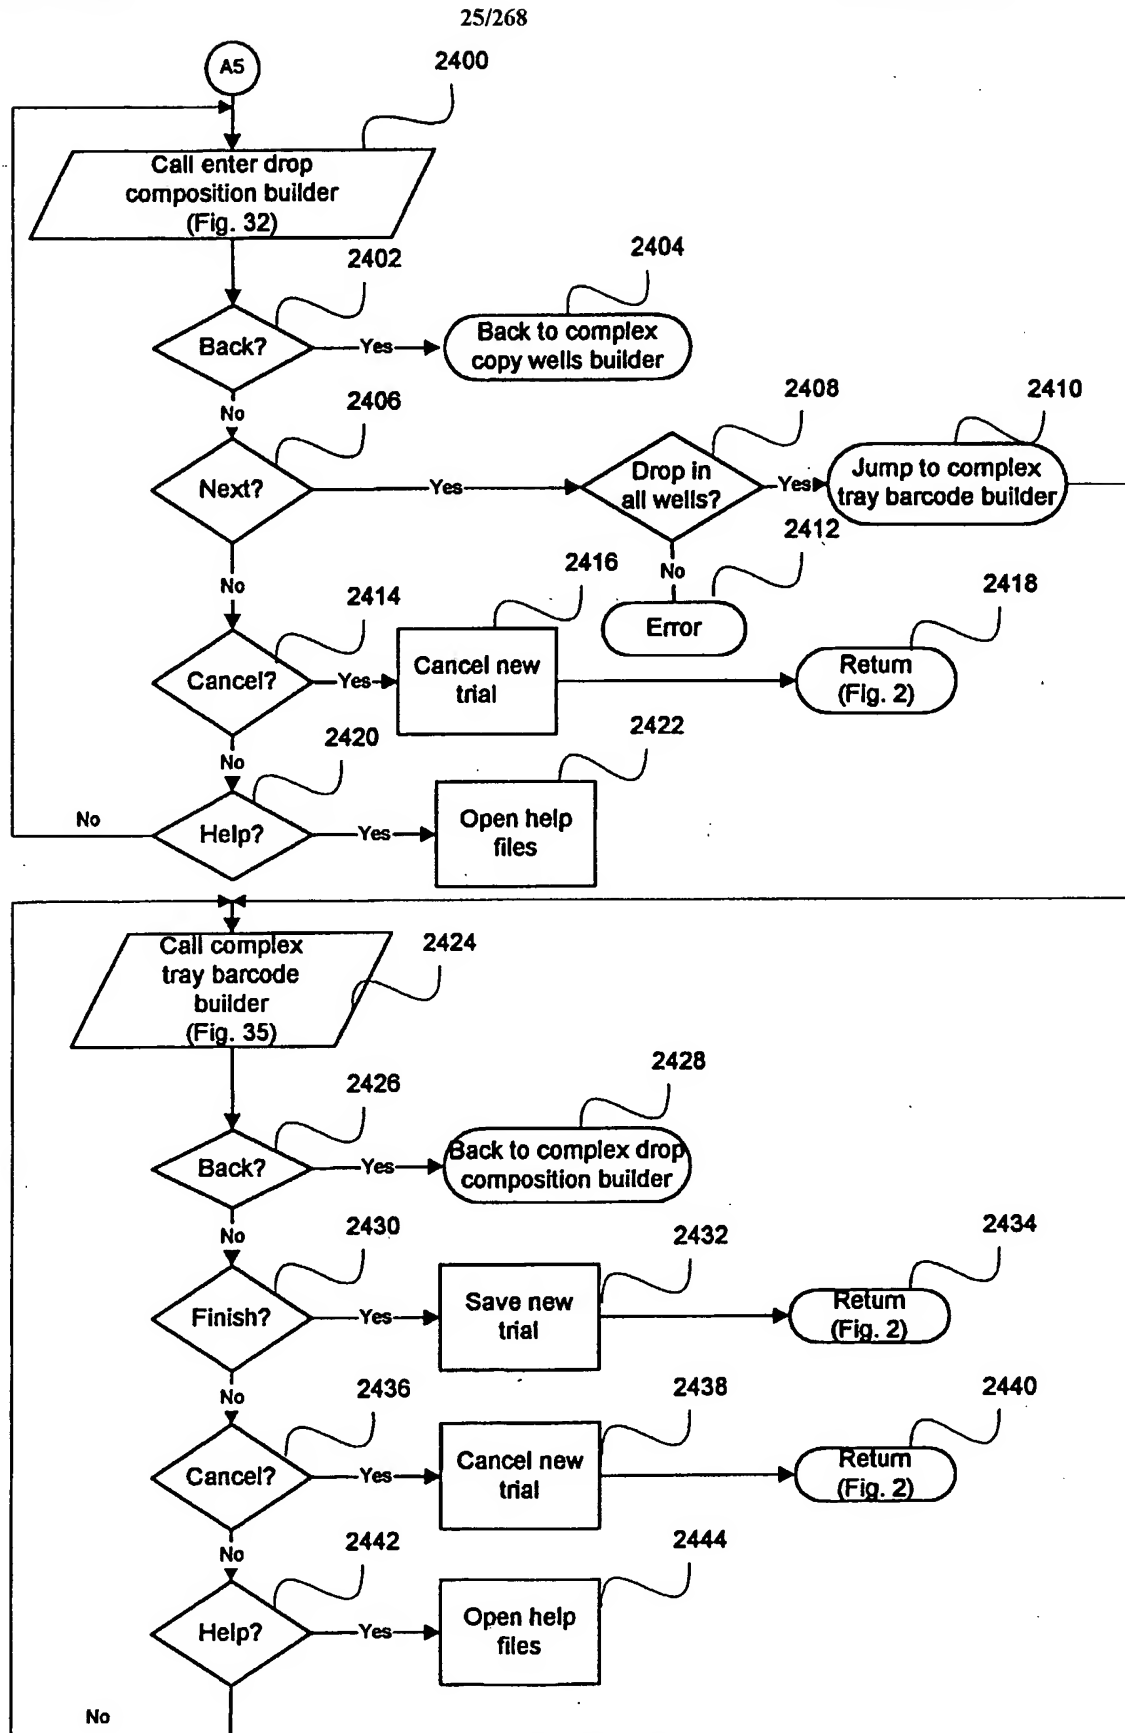 25/268
A5
2400
Call enter drop
composition builder
(Fig. 32)
2402
2404
Back?
Yes
Back to complex
copy wells builder
No
2406
2408
2410
Next?
Yes
Drop in
all wells?
Yes
Jump to complex
tray barcode builder
No
2412
Error
No
2414
2416
2418
Cancel?
Yes
Cancel new
trial
Return
(Fig. 2)
No
2420
2422
No
Help?
Yes
Open help
files
Call complex
tray barcode
builder
(Fig. 35)
2424
2426
2428
Back?
Yes
Back to complex drop
composition builder
No
2430
2432
2434
Finish?
Yes
Save new
trial
Return
(Fig. 2)
No
2436
2438
2440
Cancel?
Yes
Cancel new
trial
Return
(Fig. 2)
No
2442
2444
Help?
Yes
Open help
files
No